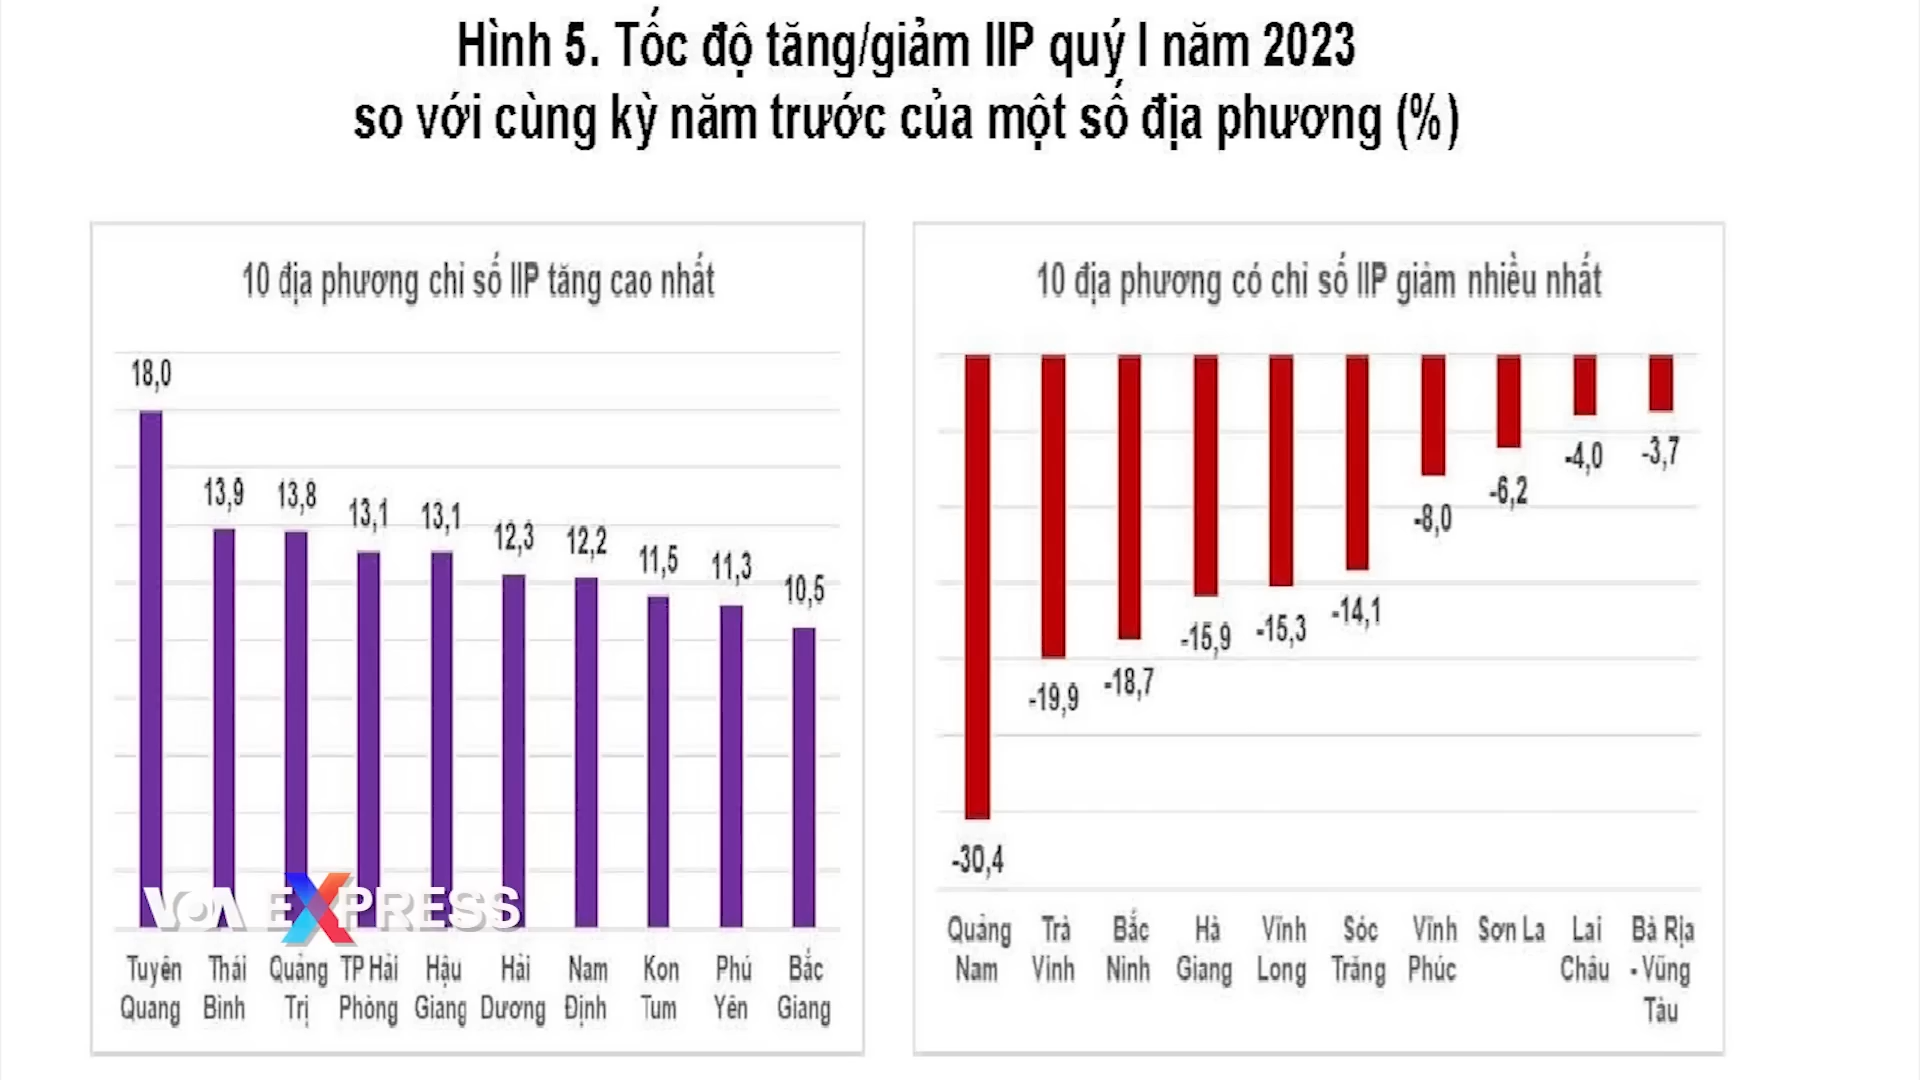 Hình 5. Tốc độ tăng/giảm IIP quý I năm 2023
so với cùng kỳ năm trước của một số địa phương (%)
10 địa phương chỉ số IIP tăng cao nhất
18,0
13,9
13,8
13,1
13,1
12,3
12,2
11,5
11,3
10,5
VOA EXPRESS
Tuyên
Quang
Thái
Bình
Quảng
Trị
TP Hải
Phòng
Hậu
Giang
Hải
Dương
Nam
Định
Kon
Tum
Phú
Yên
Bắc
Giang
10 địa phương có chỉ số IIP giảm nhiều nhất
-30,4
-19,9
-18,7
-15,9
-15,3
-14,1
-8,0
-6,2
-4,0
-3,7
Quảng
Nam
Trà
Vinh
Bắc
Ninh
Hà
Giang
Vĩnh
Long
Sóc
Trăng
Vĩnh
Phúc
Sơn La
Lai
Châu
Bà Rịa
- Vũng
Tàu